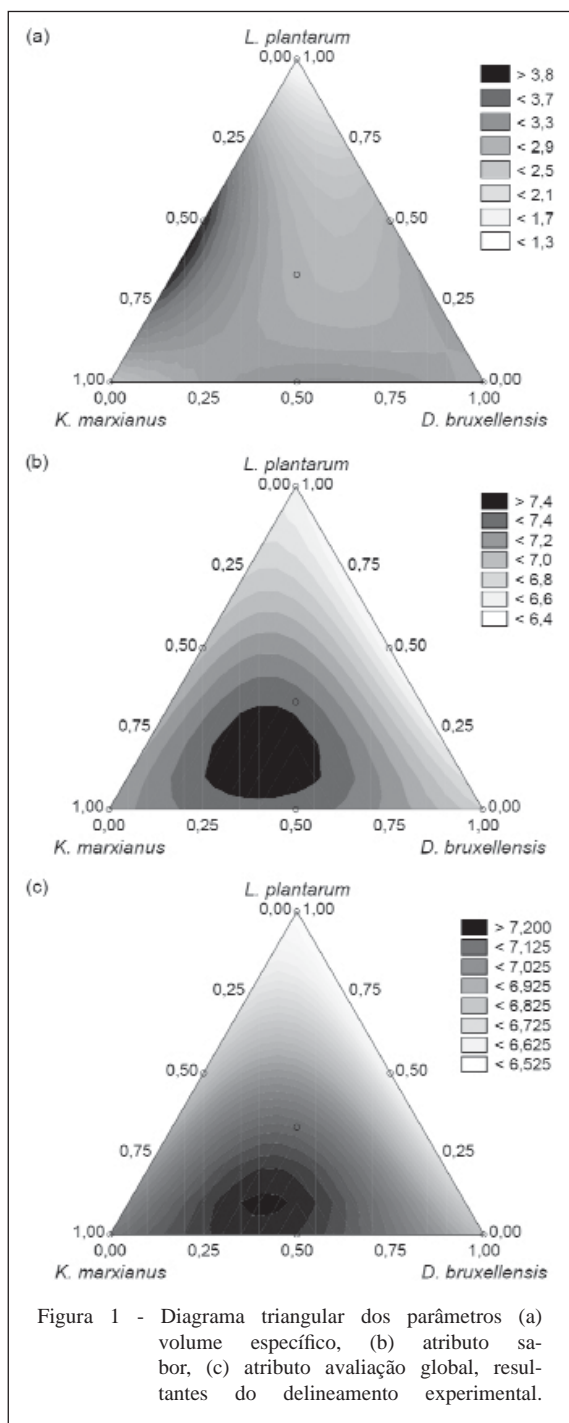 (a)
L. plantarum
0,00 1,00
> 3,8
< 3,7
< 3,3
< 2,9
< 2,5
< 2,1
< 1,7
< 1,3
0,25 0,75
0,50 0,50
0,75 0,25
1,00 0,00
0,00 0,25 0,50 0,75 1,00
K. marxianus D. bruxellensis
(b)
L. plantarum
0,00 1,00
> 7,4
< 7,4
< 7,2
< 7,0
< 6,8
< 6,6
< 6,4
0,25 0,75
0,50 0,50
0,75 0,25
1,00 0,00
0,00 0,25 0,50 0,75 1,00
K. marxianus D. bruxellensis
(c)
L. plantarum
0,00 1,00
> 7,200
< 7,125
< 7,025
< 6,925
< 6,825
< 6,725
< 6,625
< 6,525
0,25 0,75
0,50 0,50
0,75 0,25
1,00 0,00
0,00 0,25 0,50 0,75 1,00
K. marxianus D. bruxellensis
Figura 1 - Diagrama triangular dos parâmetros (a)
volume específico, (b) atributo sa-
bor, (c) atributo avaliação global, resul-
tantes do delineamento experimental.